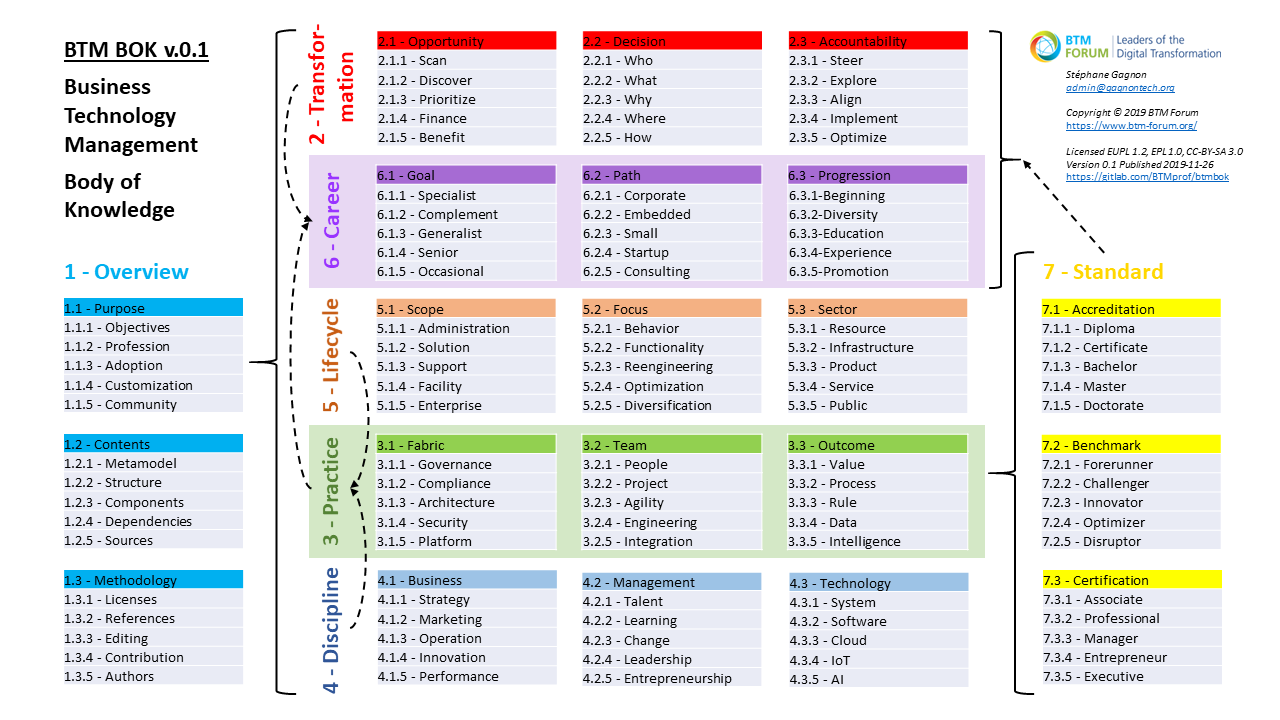 BTM BOK v.0.1
Business
Technology
Management
Body of
Knowledge
1 - Overview
1.1 - Purpose
1.1.1 - Objectives
1.1.2 - Profession
1.1.3 - Adoption
1.1.4 - Customization
1.1.5 - Community
1.2 - Contents
1.2.1 - Metamodel
1.2.2 - Structure
1.2.3 - Components
1.2.4 - Dependencies
1.2.5 - Sources
1.3 - Methodology
1.3.1 - Licenses
1.3.2 - References
1.3.3 - Editing
1.3.4 - Contribution
1.3.5 - Authors
2 - Transfor-
mation
2.1 - Opportunity
2.1.1 - Scan
2.1.2 - Discover
2.1.3 - Prioritize
2.1.4 - Finance
2.1.5 - Benefit
2.2 - Decision
2.2.1 - Who
2.2.2 - What
2.2.3 - Why
2.2.4 - Where
2.2.5 - How
2.3 - Accountability
2.3.1 - Steer
2.3.2 - Explore
2.3.3 - Align
2.3.4 - Implement
2.3.5 - Optimize
6 - Career
6.1 - Goal
6.1.1 - Specialist
6.1.2 - Complement
6.1.3 - Generalist
6.1.4 - Senior
6.1.5 - Occasional
6.2 - Path
6.2.1 - Corporate
6.2.2 - Embedded
6.2.3 - Small
6.2.4 - Startup
6.2.5 - Consulting
6.3 - Progression
6.3.1-Beginning
6.3.2-Diversity
6.3.3-Education
6.3.4-Experience
6.3.5-Promotion
5 - Lifecycle
5.1 - Scope
5.1.1 - Administration
5.1.2 - Solution
5.1.3 - Support
5.1.4 - Facility
5.1.5 - Enterprise
5.2 - Focus
5.2.1 - Behavior
5.2.2 - Functionality
5.2.3 - Reengineering
5.2.4 - Optimization
5.2.5 - Diversification
5.3 - Sector
5.3.1 - Resource
5.3.2 - Infrastructure
5.3.3 - Product
5.3.4 - Service
5.3.5 - Public
3 - Practice
3.1 - Fabric
3.1.1 - Governance
3.1.2 - Compliance
3.1.3 - Architecture
3.1.4 - Security
3.1.5 - Platform
3.2 - Team
3.2.1 - People
3.2.2 - Project
3.2.3 - Agility
3.2.4 - Engineering
3.2.5 - Integration
3.3 - Outcome
3.3.1 - Value
3.3.2 - Process
3.3.3 - Rule
3.3.4 - Data
3.3.5 - Intelligence
4 - Discipline
4.1 - Business
4.1.1 - Strategy
4.1.2 - Marketing
4.1.3 - Operation
4.1.4 - Innovation
4.1.5 - Performance
4.2 - Management
4.2.1 - Talent
4.2.2 - Learning
4.2.3 - Change
4.2.4 - Leadership
4.2.5 - Entrepreneurship
4.3 - Technology
4.3.1 - System
4.3.2 - Software
4.3.3 - Cloud
4.3.4 - IoT
4.3.5 - AI
BTM
FORUM
Leaders of the
Digital Transformation
Stéphane Gagnon
admin@gagnontech.org
Copyright © 2019 BTM Forum
https://www.btm-forum.org/
Licensed EUPL 1.2, EPL 1.0, CC-BY-SA 3.0
Version 0.1 Published 2019-11-26
https://gitlab.com/BTMprof/btmbok
7 - Standard
7.1 - Accreditation
7.1.1 - Diploma
7.1.2 - Certificate
7.1.3 - Bachelor
7.1.4 - Master
7.1.5 - Doctorate
7.2 - Benchmark
7.2.1 - Forerunner
7.2.2 - Challenger
7.2.3 - Innovator
7.2.4 - Optimizer
7.2.5 - Disruptor
7.3 - Certification
7.3.1 - Associate
7.3.2 - Professional
7.3.3 - Manager
7.3.4 - Entrepreneur
7.3.5 - Executive